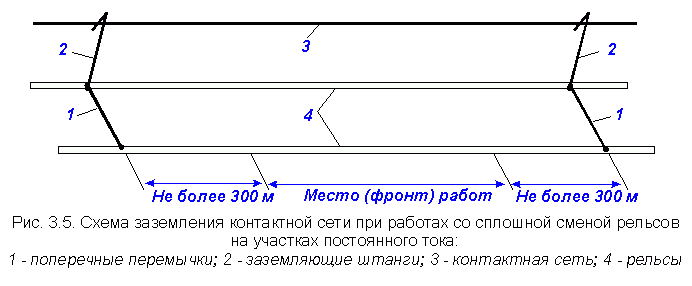 2 3 2
1 4 1
Не более 300 м Место (фронт) работ Не более 300 м
Рис. 3.5. Схема заземления контактной сети при работах со сплошной сменой рельсов
на участках постоянного тока:
1 - поперечные перемычки; 2 - заземляющие штанги; 3 - контактная сеть; 4 - рельсы